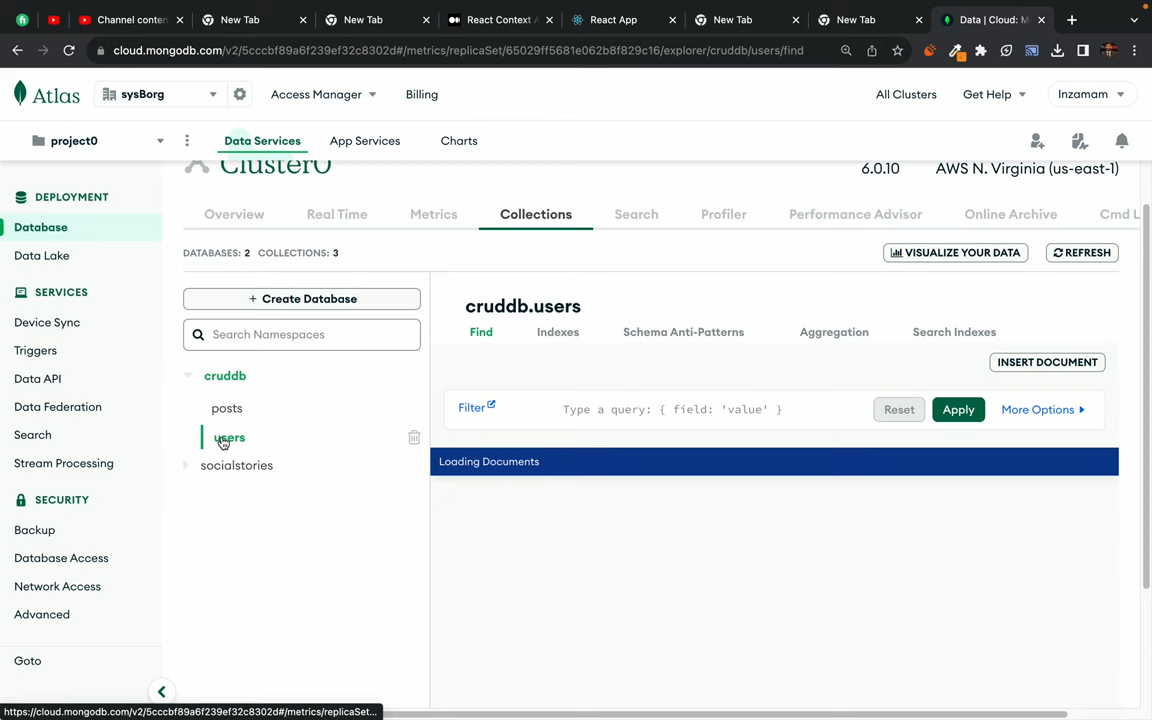 Channel conten
New Tab
New Tab
React Context A
React App
New Tab
New Tab
Data | Cloud: M
cloud.mongodb.com/v2/5cccbf89a6f239ef32c8302d#/metrics/replicaSet/65029ff5681e062b8f829c16/explorer/cruddb/users/find
Atlas
sysBorg
Access Manager
Billing
All Clusters
Get Help
Inzamam
project0
Data Services
App Services
Charts
Cluster0
6.0.10
AWS N. Virginia (us-east-1)
DEPLOYMENT
Database
Data Lake
SERVICES
Device Sync
Triggers
Data API
Data Federation
Search
Stream Processing
SECURITY
Backup
Database Access
Network Access
Advanced
Goto
Overview
Real Time
Metrics
Collections
Search
Profiler
Performance Advisor
Online Archive
Cmd L
DATABASES: 2 COLLECTIONS: 3
VISUALIZE YOUR DATA
REFRESH
+ Create Database
Search Namespaces
cruddb
posts
users
socialstories
cruddb.users
Find
Indexes
Schema Anti-Patterns
Aggregation
Search Indexes
INSERT DOCUMENT
Filter
Type a query: { field: 'value' }
Reset
Apply
More Options
Loading Documents
https://cloud.mongodb.com/v2/5cccbf89a6f239ef32c8302d#/metrics/replicaSet...